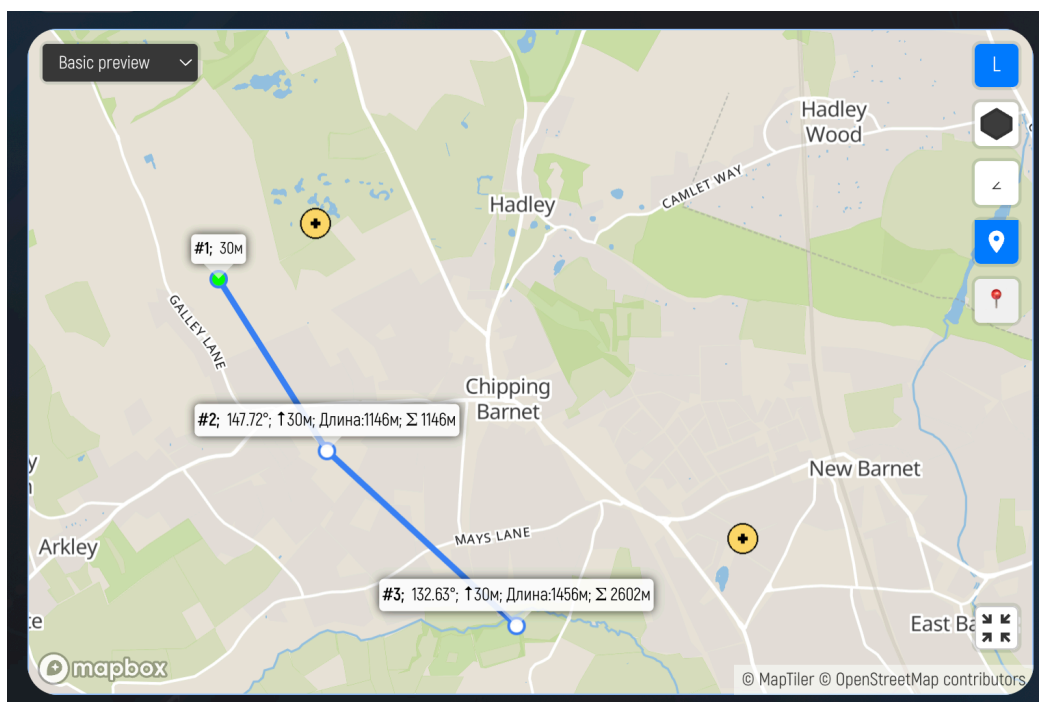 Basic preview
L
Hadley
Wood
CAMLET WAY
Hadley
#1; 30м
GALLEY LANE
Chipping
Barnet
#2; 147.72°; ↑30м; Длина:1146м; Σ 1146м
New Barnet
MAYS LANE
Arkley
#3; 132.63°; ↑30м; Длина:1456м; Σ 2602м
East Ba
mapbox
© MapTiler © OpenStreetMap contributors